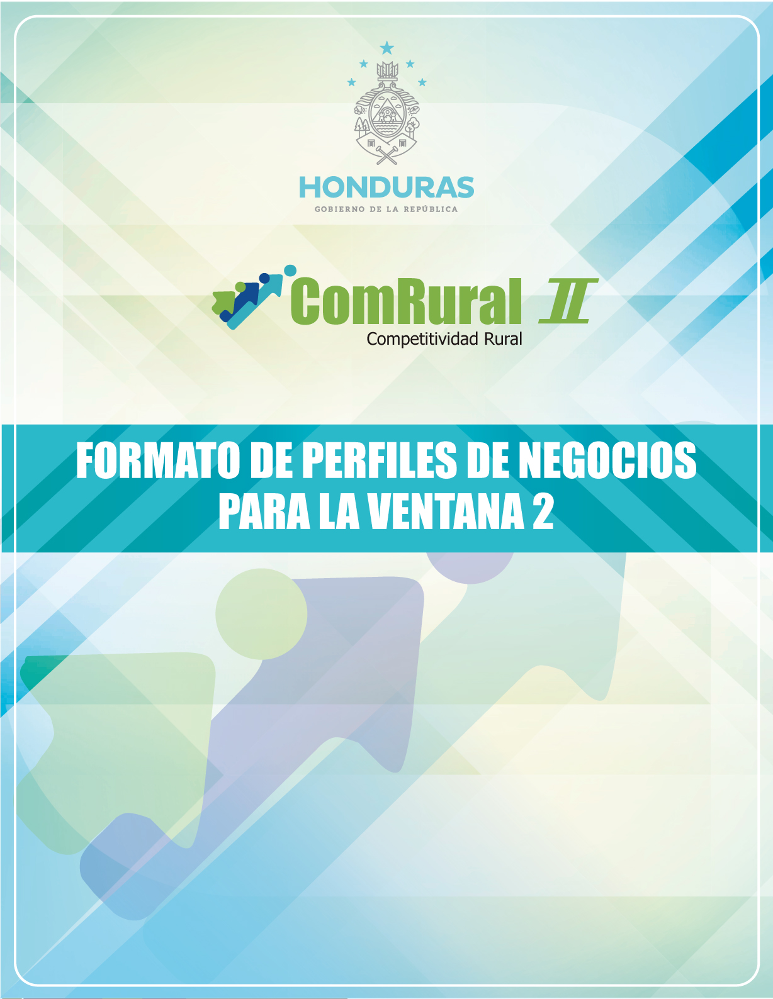 HONDURAS
GOBIERNO DE LA REPÚBLICA
ComRural II
Competitividad Rural
FORMATO DE PERFILES DE NEGOCIOS
PARA LA VENTANA 2